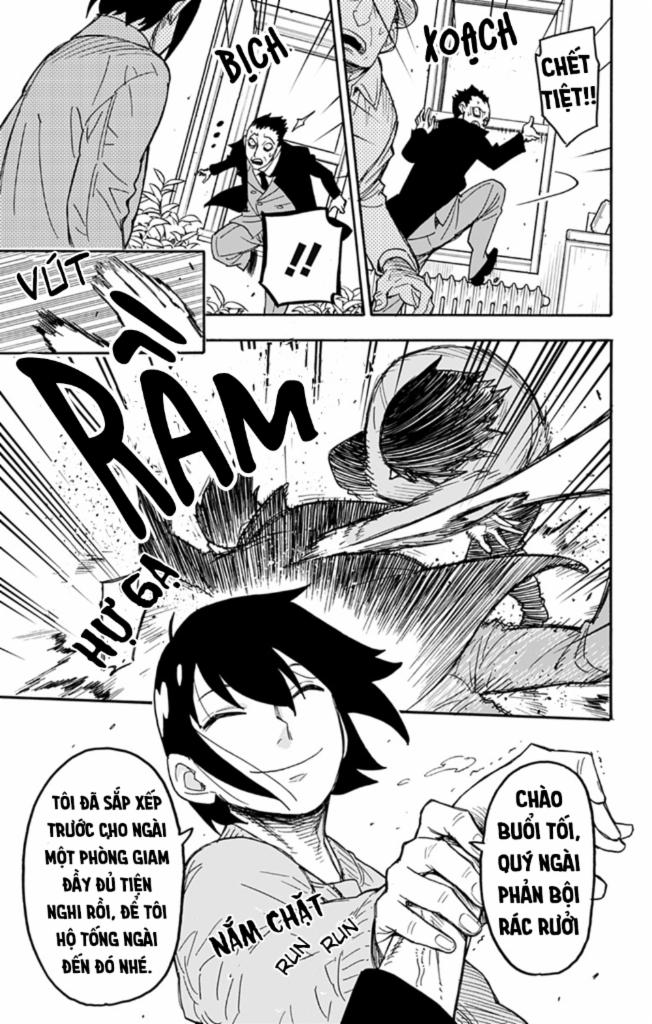 CHẾT
TIỆT!!
XOẠCH
BỊCH
!!
VÚT
RẦM
HỰ GẠ
CHÀO
BUỔI TỐI,
QUÝ NGÀI
PHẢN BỘI
RÁC RƯỞI
NẮM CHẶT
RUN RUN
TÔI ĐÃ SẮP XẾP
TRƯỚC CHO NGÀI
MỘT PHÒNG GIAM
ĐẦY ĐỦ TIỆN
NGHI RỒI, ĐỂ TÔI
HỘ TỐNG NGÀI
ĐẾN ĐÓ NHÉ.